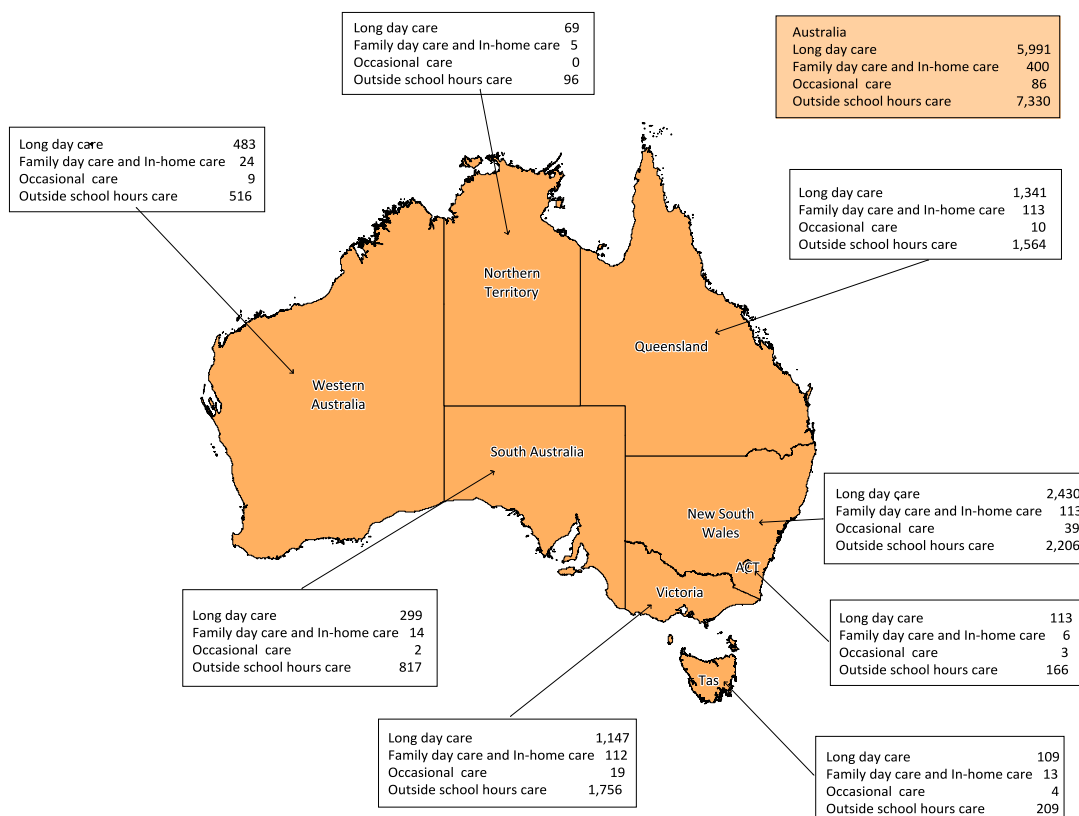 Long day care 69
Family day care and In-home care 5
Occasional care 0
Outside school hours care 96
Australia
Long day care 5,991
Family day care and In-home care 400
Occasional care 86
Outside school hours care 7,330
Long day care 483
Family day care and In-home care 24
Occasional care 9
Outside school hours care 516
Long day care 1,341
Family day care and In-home care 113
Occasional care 10
Outside school hours care 1,564
Northern
Territory
Queensland
Western
Australia
South Australia
New South
Wales
ACT
Victoria
Tas
Long day care 2,430
Family day care and In-home care 113
Occasional care 39
Outside school hours care 2,206
Long day care 299
Family day care and In-home care 14
Occasional care 2
Outside school hours care 817
Long day care 113
Family day care and In-home care 6
Occasional care 3
Outside school hours care 166
Long day care 1,147
Family day care and In-home care 112
Occasional care 19
Outside school hours care 1,756
Long day care 109
Family day care and In-home care 13
Occasional care 4
Outside school hours care 209